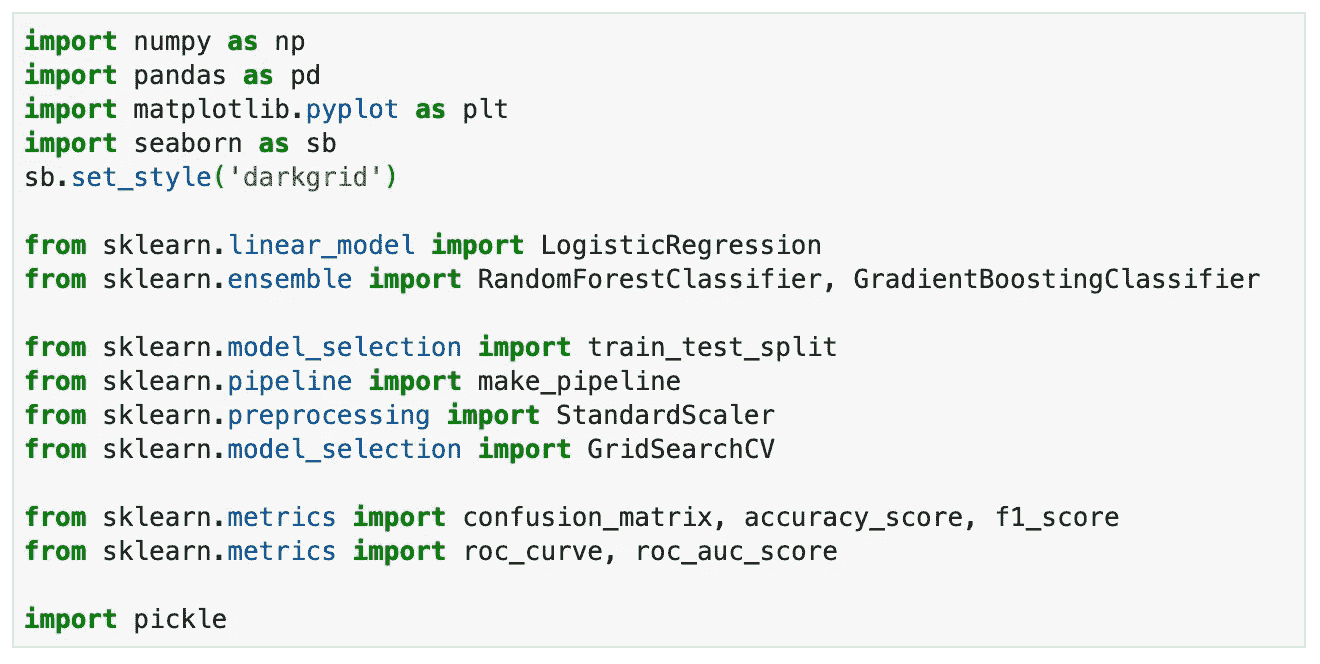 import numpy as np
import pandas as pd
import matplotlib.pyplot as plt
import seaborn as sb
sb.set_style('darkgrid')
from sklearn.linear_model import LogisticRegression
from sklearn.ensemble import RandomForestClassifier, GradientBoostingClassifier
from sklearn.model_selection import train_test_split
from sklearn.pipeline import make_pipeline
from sklearn.preprocessing import StandardScaler
from sklearn.model_selection import GridSearchCV
from sklearn.metrics import confusion_matrix, accuracy_score, f1_score
from sklearn.metrics import roc_curve, roc_auc_score
import pickle